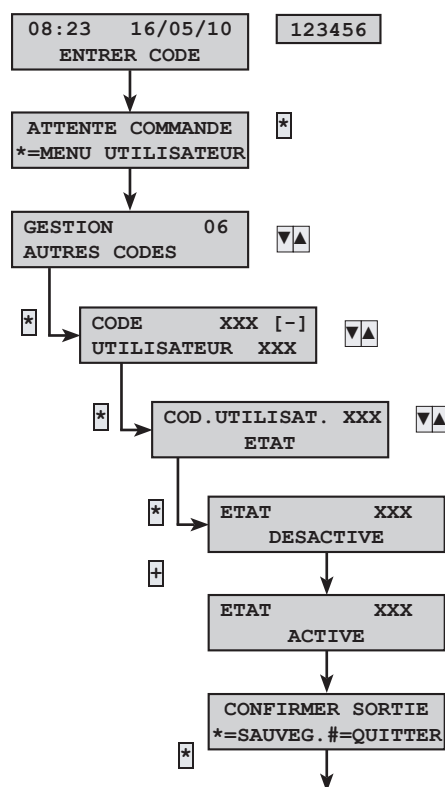 08:23 16/05/10
ENTRER CODE
123456
ATTENTE COMMANDE
*=MENU UTILISATEUR
*
GESTION 06
AUTRES CODES
▼▲
*
CODE XXX [-]
UTILISATEUR XXX
▼▲
*
COD.UTILISAT. XXX
ETAT
▼▲
*
ETAT XXX
DESACTIVE
+
ETAT XXX
ACTIVE
CONFIRMER SORTIE
*=SAUVEG.#=QUITTER
*